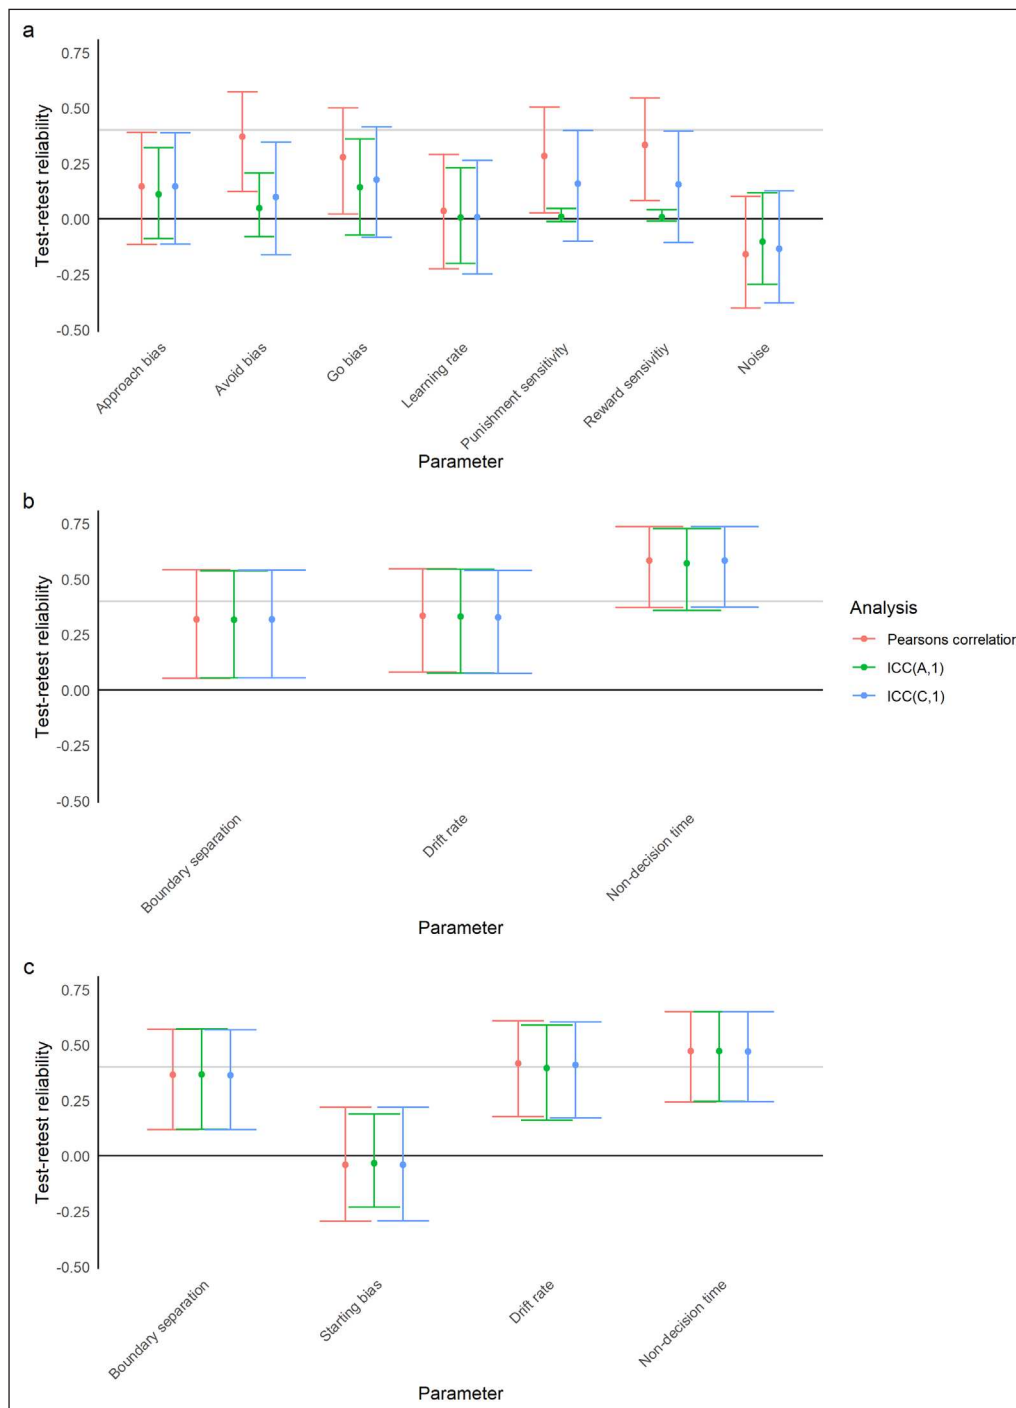 a
0.75
0.50
0.25
0.00
-0.25
-0.50
Test-retest reliability
Approach bias
Avoid bias
Go bias
Learning rate
Punishment sensitivity
Reward sensivitiy
Noise
Parameter
b
0.75
0.50
0.25
0.00
-0.25
-0.50
Test-retest reliability
Boundary separation
Drift rate
Non-decision time
Parameter
Analysis
Pearsons correlation
ICC(A,1)
ICC(C,1)
c
0.75
0.50
0.25
0.00
-0.25
-0.50
Test-retest reliability
Boundary separation
Starting bias
Drift rate
Non-decision time
Parameter